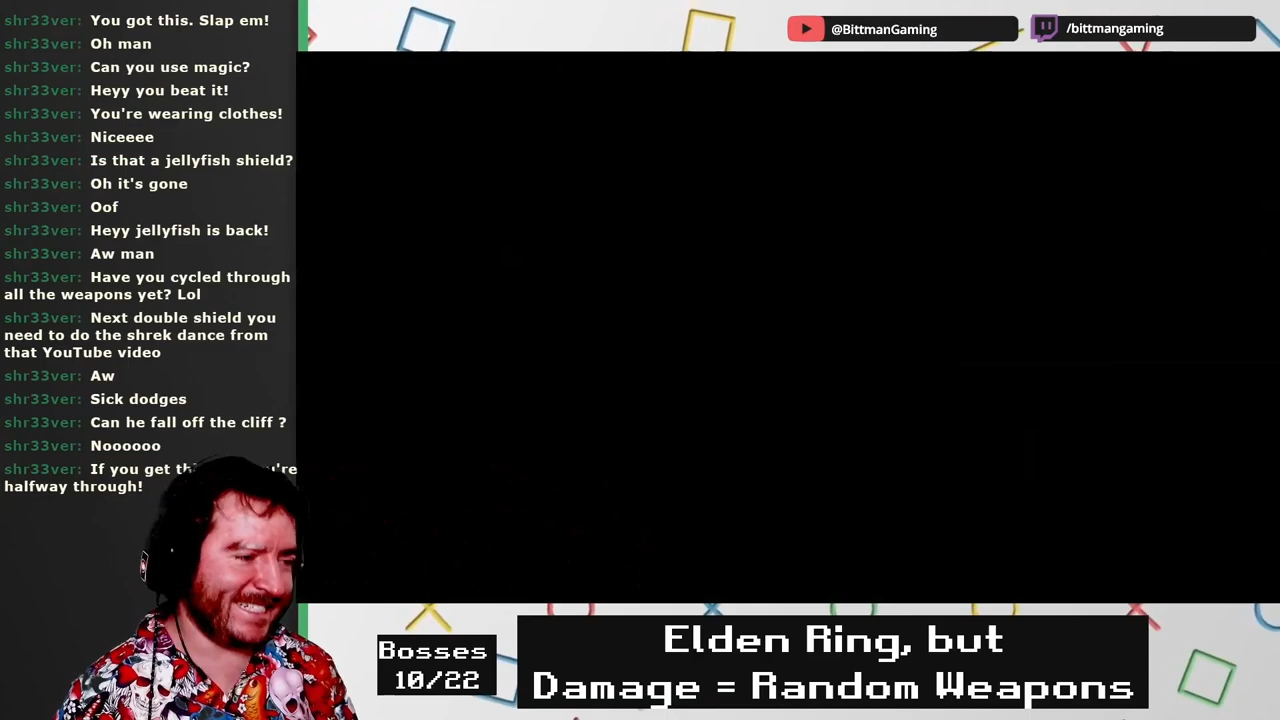 shr33ver: You got this. Slap em!
shr33ver: Oh man
shr33ver: Can you use magic?
shr33ver: Heyy you beat it!
shr33ver: You're wearing clothes!
shr33ver: Niceeee
shr33ver: Is that a jellyfish shield?
shr33ver: Oh it's gone
shr33ver: Oof
shr33ver: Heyy jellyfish is back!
shr33ver: Aw man
shr33ver: Have you cycled through
all the weapons yet? Lol
shr33ver: Next double shield you
need to do the shrek dance from
that YouTube video
shr33ver: Aw
shr33ver: Sick dodges
shr33ver: Can he fall off the cliff ?
shr33ver: Noooooo
shr33ver: If you get
halfway through!
@BittmanGaming
/bittmangaming
Bosses
10/22
Elden Ring, but
Damage = Random Weapons